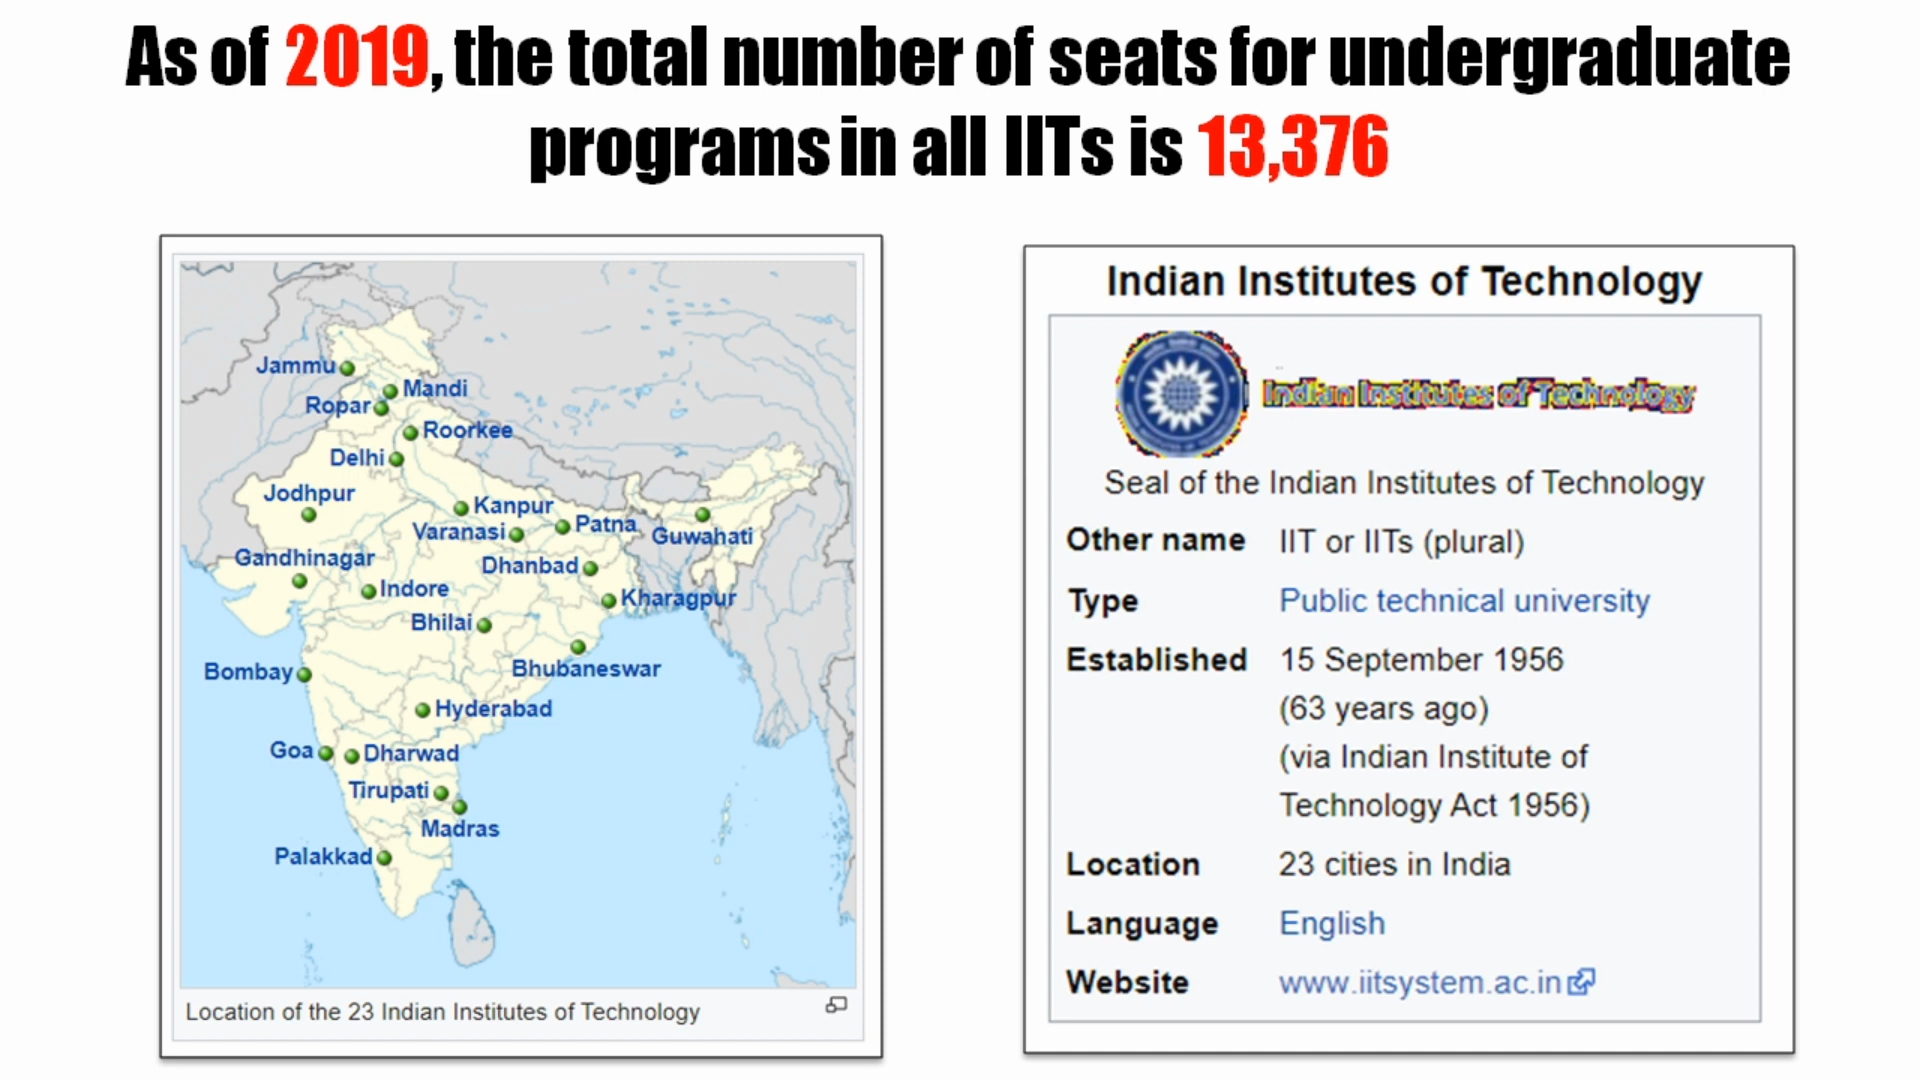 As of 2019, the total number of seats for undergraduate
programs in all IITs is 13,376
Jammu
Mandi
Ropar
Roorkee
Delhi
Jodhpur
Kanpur
Patna
Varanasi
Guwahati
Gandhinagar
Dhanbad
Indore
Kharagpur
Bhilai
Bhubaneswar
Bombay
Hyderabad
Goa
Dharwad
Tirupati
Madras
Palakkad
Location of the 23 Indian Institutes of Technology
Indian Institutes of Technology
Indian Institutes of Technology
Seal of the Indian Institutes of Technology
Other name IIT or IITs (plural)
Type Public technical university
Established 15 September 1956
(63 years ago)
(via Indian Institute of
Technology Act 1956)
Location 23 cities in India
Language English
Website www.iitsystem.ac.in